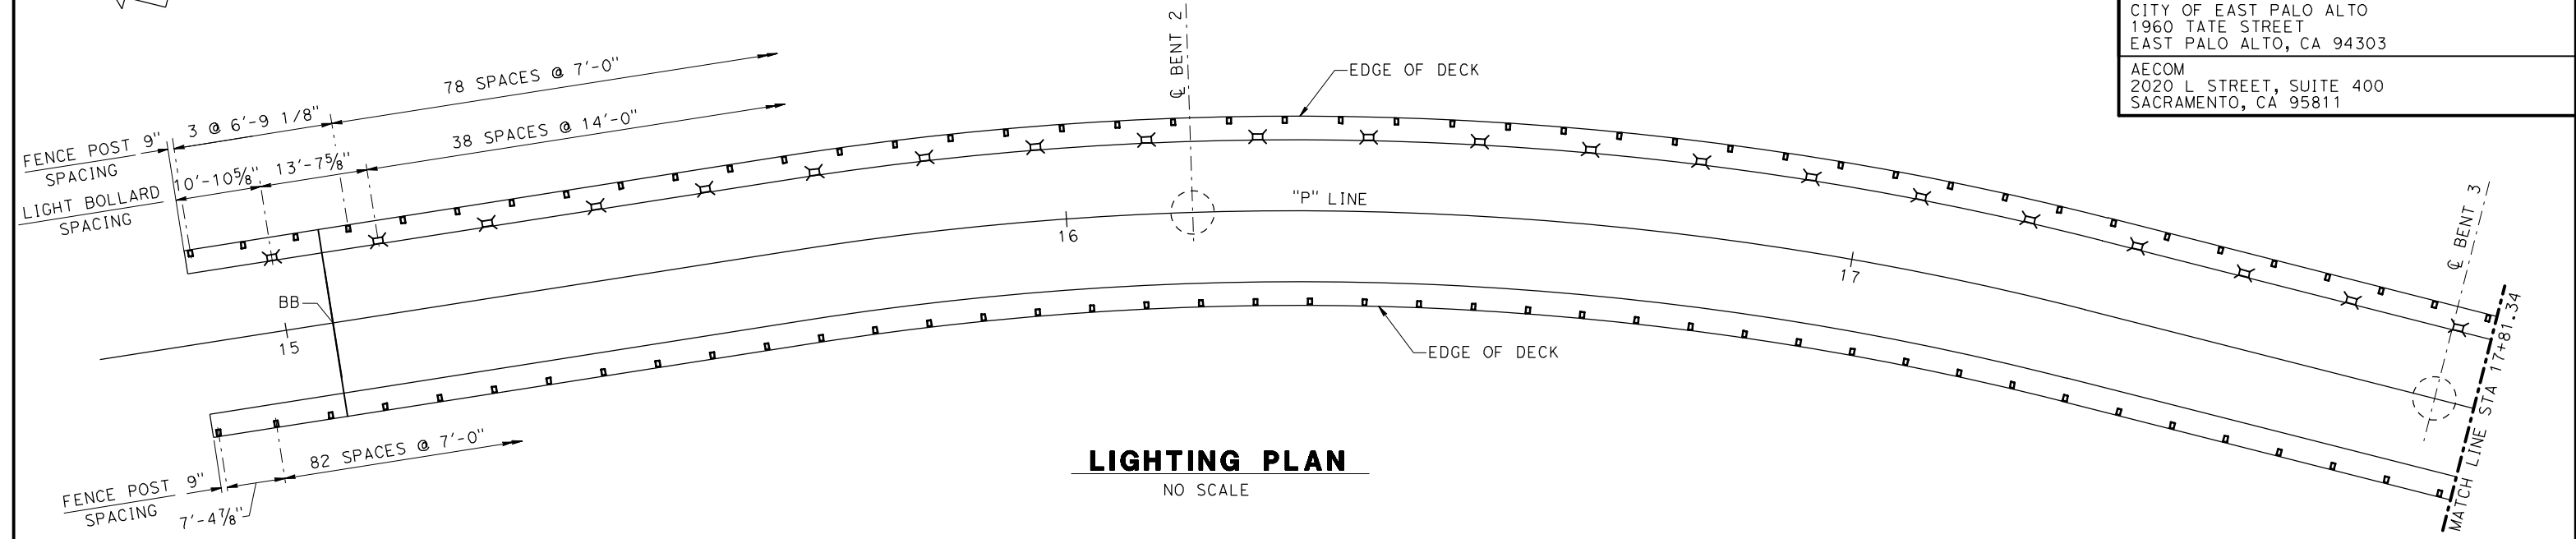 CITY OF EAST PALO ALTO
1960 TATE STREET
EAST PALO ALTO, CA 94303
AECOM
2020 L STREET, SUITE 400
SACRAMENTO, CA 95811
78 SPACES @ 7'-0"
3 @ 6'-9 1/8"
38 SPACES @ 14'-0"
FENCE POST 9"
SPACING
10'-10⅝" 13'-7⅝"
LIGHT BOLLARD
SPACING
℄ BENT 2
EDGE OF DECK
"P" LINE
16
17
℄ BENT 3
BB
15
EDGE OF DECK
MATCH LINE STA 17+81.34
82 SPACES @ 7'-0"
FENCE POST 9"
SPACING
7'-4⅞"
LIGHTING PLAN
NO SCALE